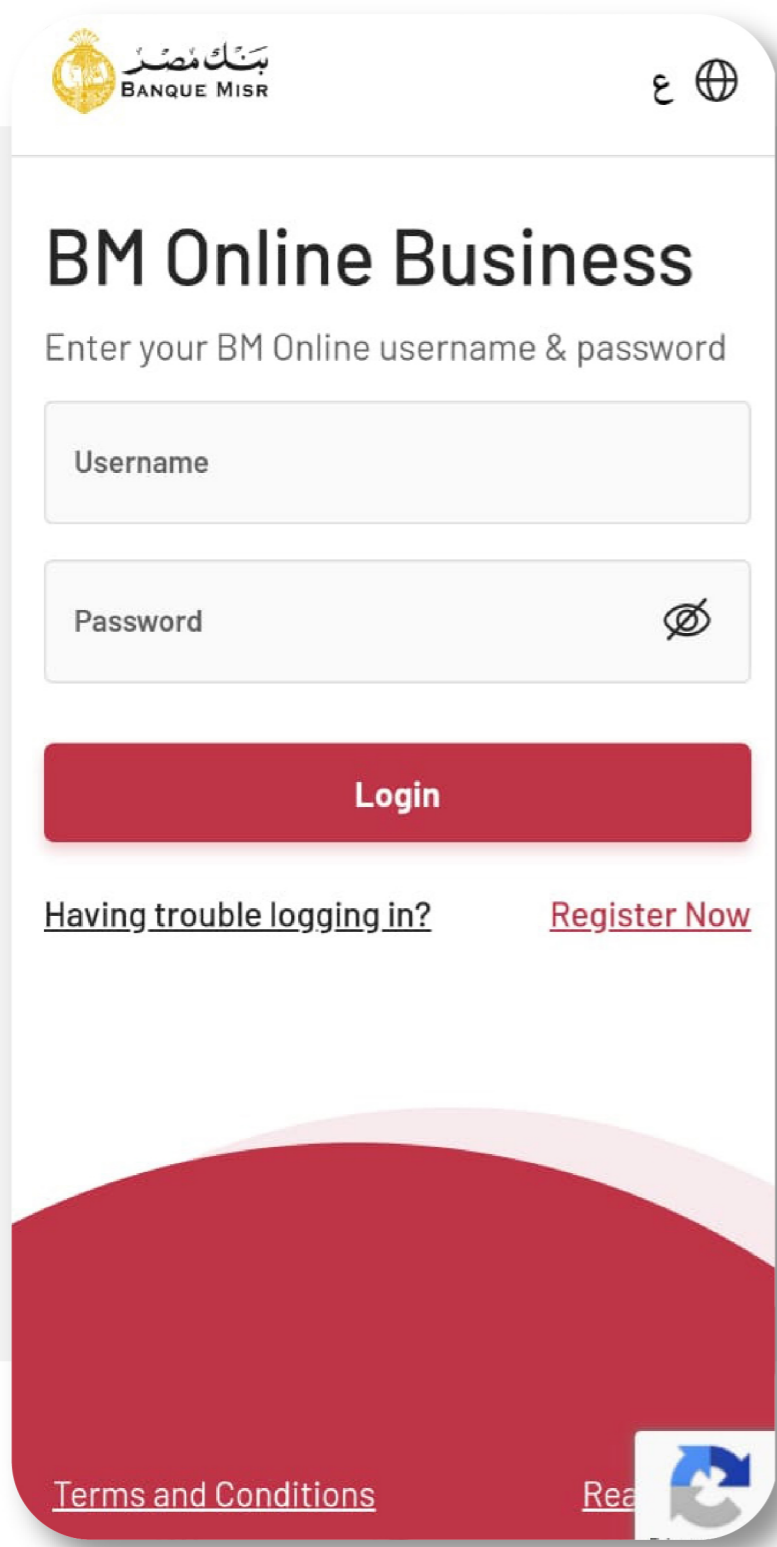 بنك مصر
BANQUE MISR
ع
BM Online Business
Enter your BM Online username & password
Username
Password
Login
Having trouble logging in?
Register Now
Terms and Conditions